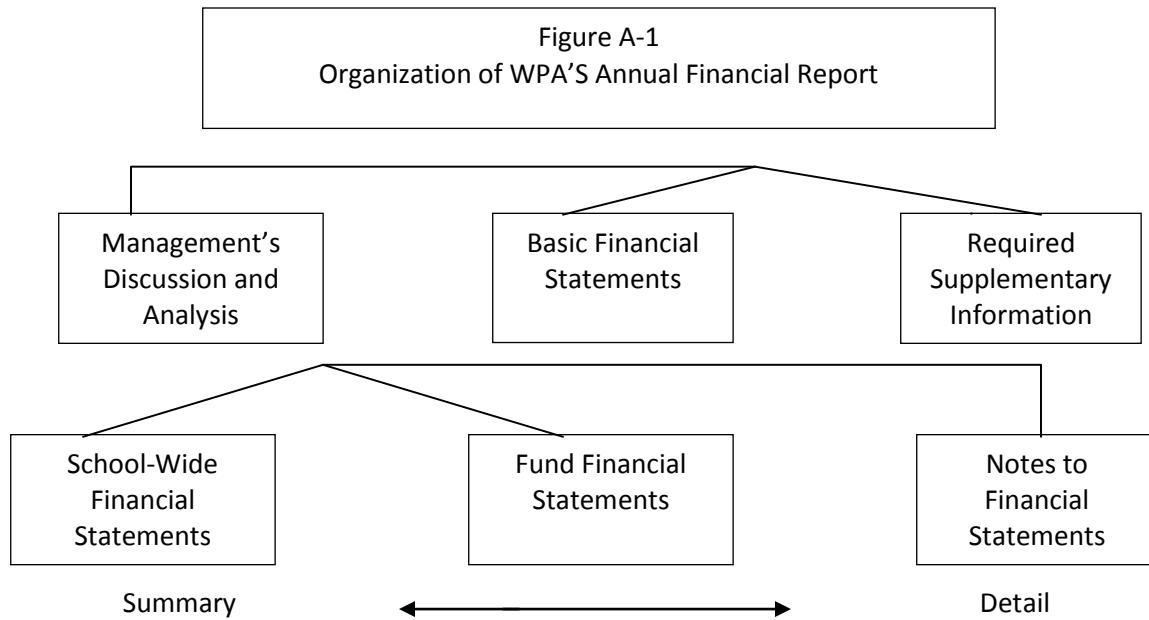 Figure A-1
Organization of WPA’S Annual Financial Report
Management’s
Discussion and
Analysis
Basic Financial
Statements
Required
Supplementary
Information
School-Wide
Financial
Statements
Fund Financial
Statements
Notes to
Financial
Statements
Summary
Detail